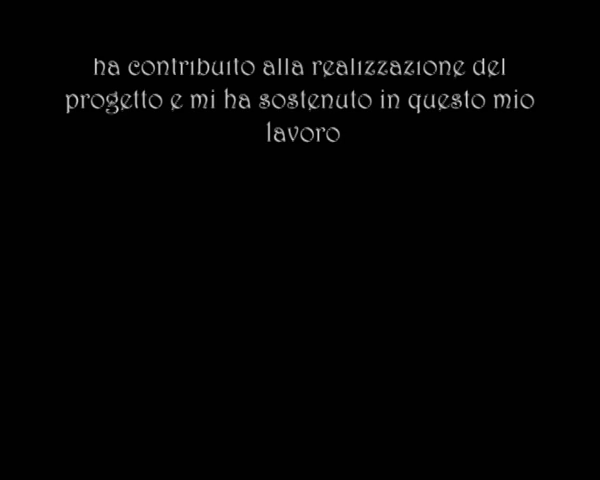 ha contribuito alla realizzazione del
progetto e mi ha sostenuto in questo mio
lavoro